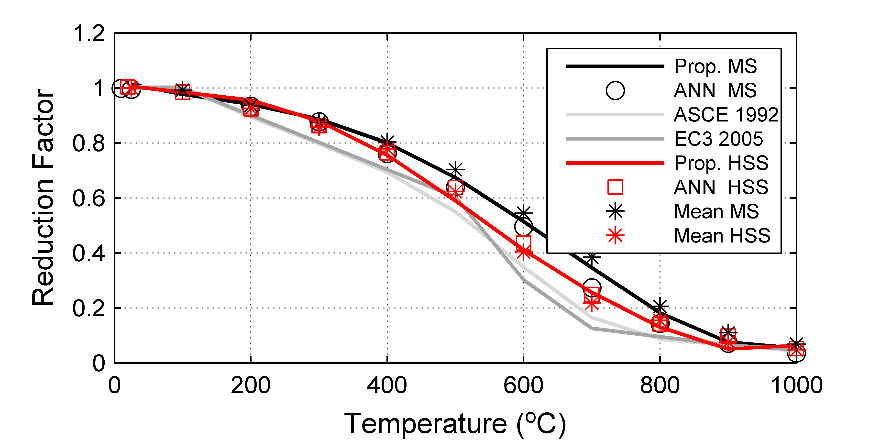 1.2
1
0.8
0.6
0.4
0.2
0
Reduction Factor
Prop. MS
ANN MS
ASCE 1992
EC3 2005
Prop. HSS
ANN HSS
Mean MS
Mean HSS
0 200 400 600 800 1000
Temperature (ºC)